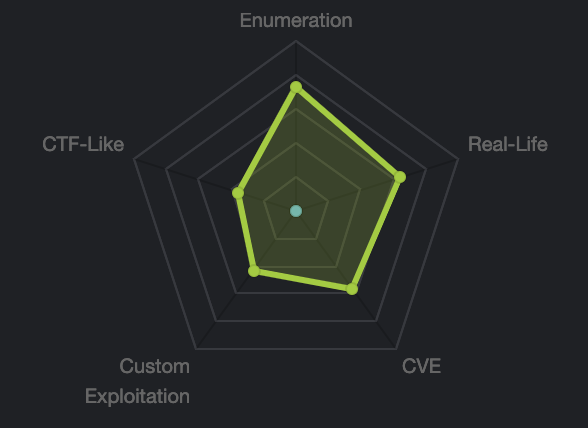 Enumeration
CTF-Like
Real-Life
Custom
Exploitation
CVE